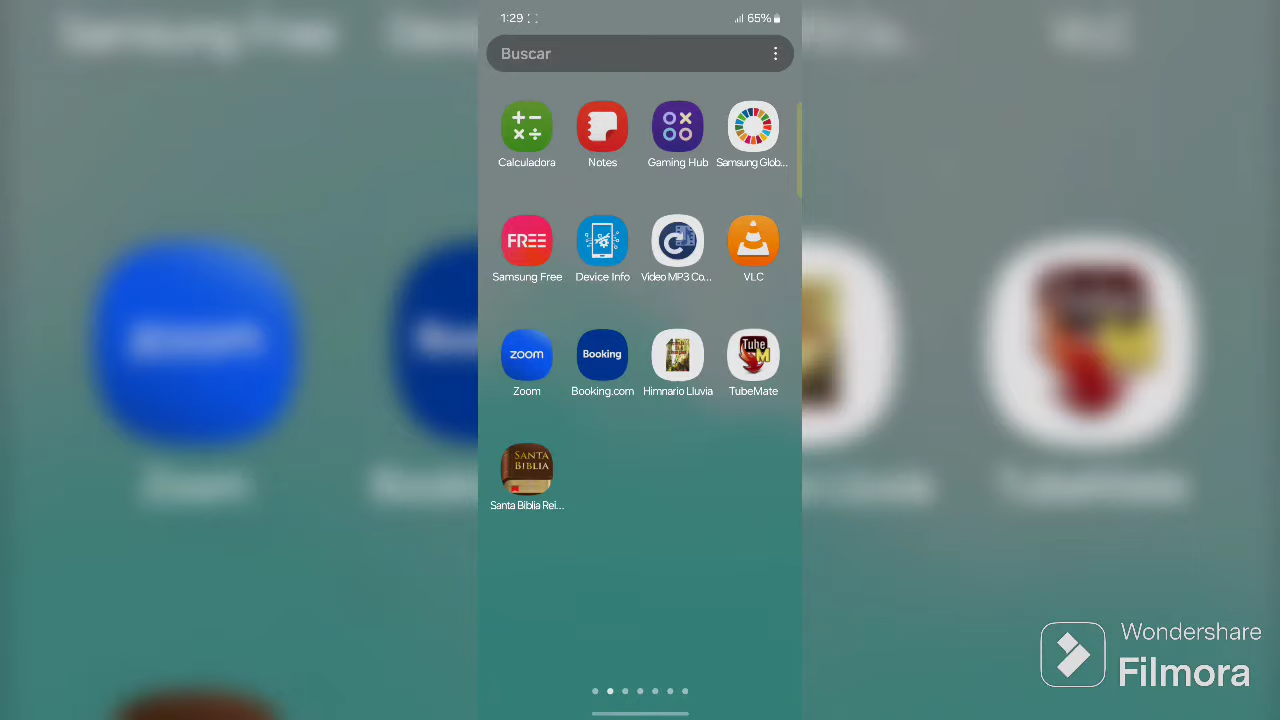 1:29 65%
Buscar
Calculadora Notes Gaming Hub Samsung Glob...
FREE
Samsung Free Device Info Video MP3 Co... VLC
zoom Booking Tube M
Zoom Booking.com Himnario Lluvia TubeMate
SANTA
BIBLIA
Santa Biblia Rei...
Wondershare
Filmora